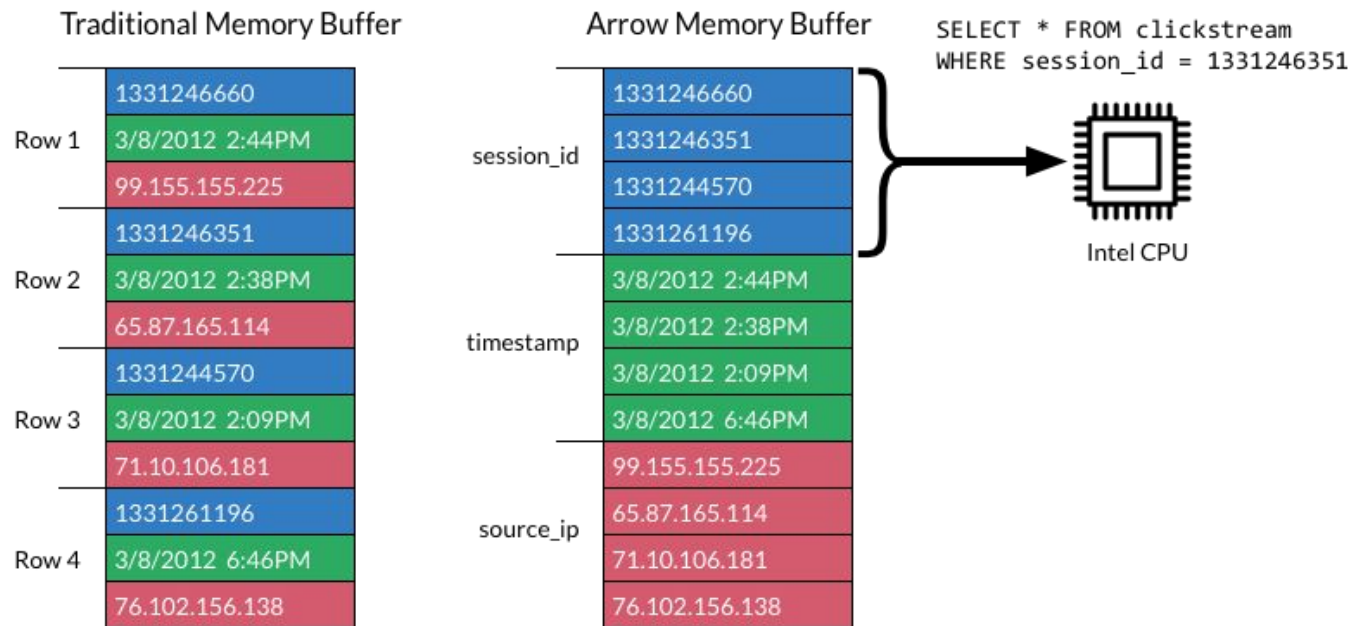 Traditional Memory Buffer
Row 1
1331246660
3/8/2012 2:44PM
99.155.155.225
Row 2
1331246351
3/8/2012 2:38PM
65.87.165.114
Row 3
1331244570
3/8/2012 2:09PM
71.10.106.181
Row 4
1331261196
3/8/2012 6:46PM
76.102.156.138
Arrow Memory Buffer
session_id
1331246660
1331246351
1331244570
1331261196
timestamp
3/8/2012 2:44PM
3/8/2012 2:38PM
3/8/2012 2:09PM
3/8/2012 6:46PM
source_ip
99.155.155.225
65.87.165.114
71.10.106.181
76.102.156.138
SELECT * FROM clickstream
WHERE session_id = 1331246351
Intel CPU